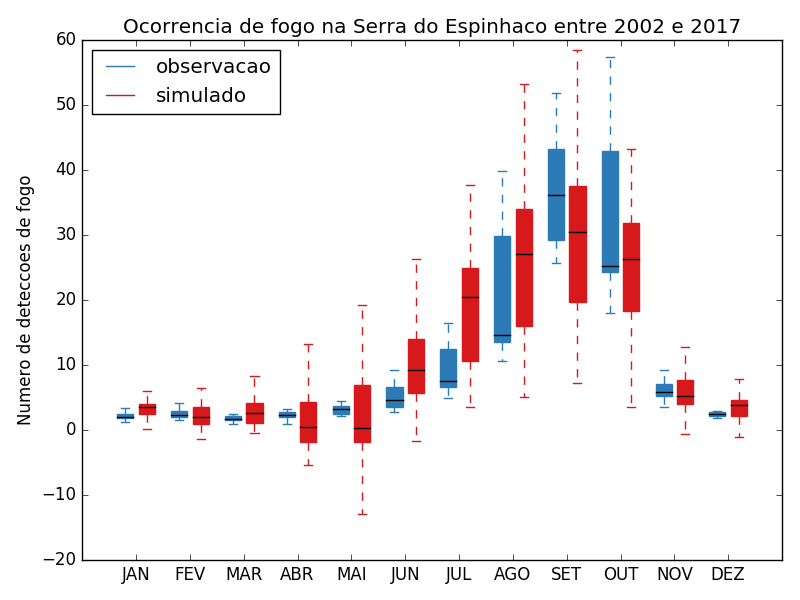 Ocorrencia de fogo na Serra do Espinhaco entre 2002 e 2017
observacao
simulado
Numero de deteccoes de fogo
60
50
40
30
20
10
0
−10
−20
JAN FEV MAR ABR MAI JUN JUL AGO SET OUT NOV DEZ